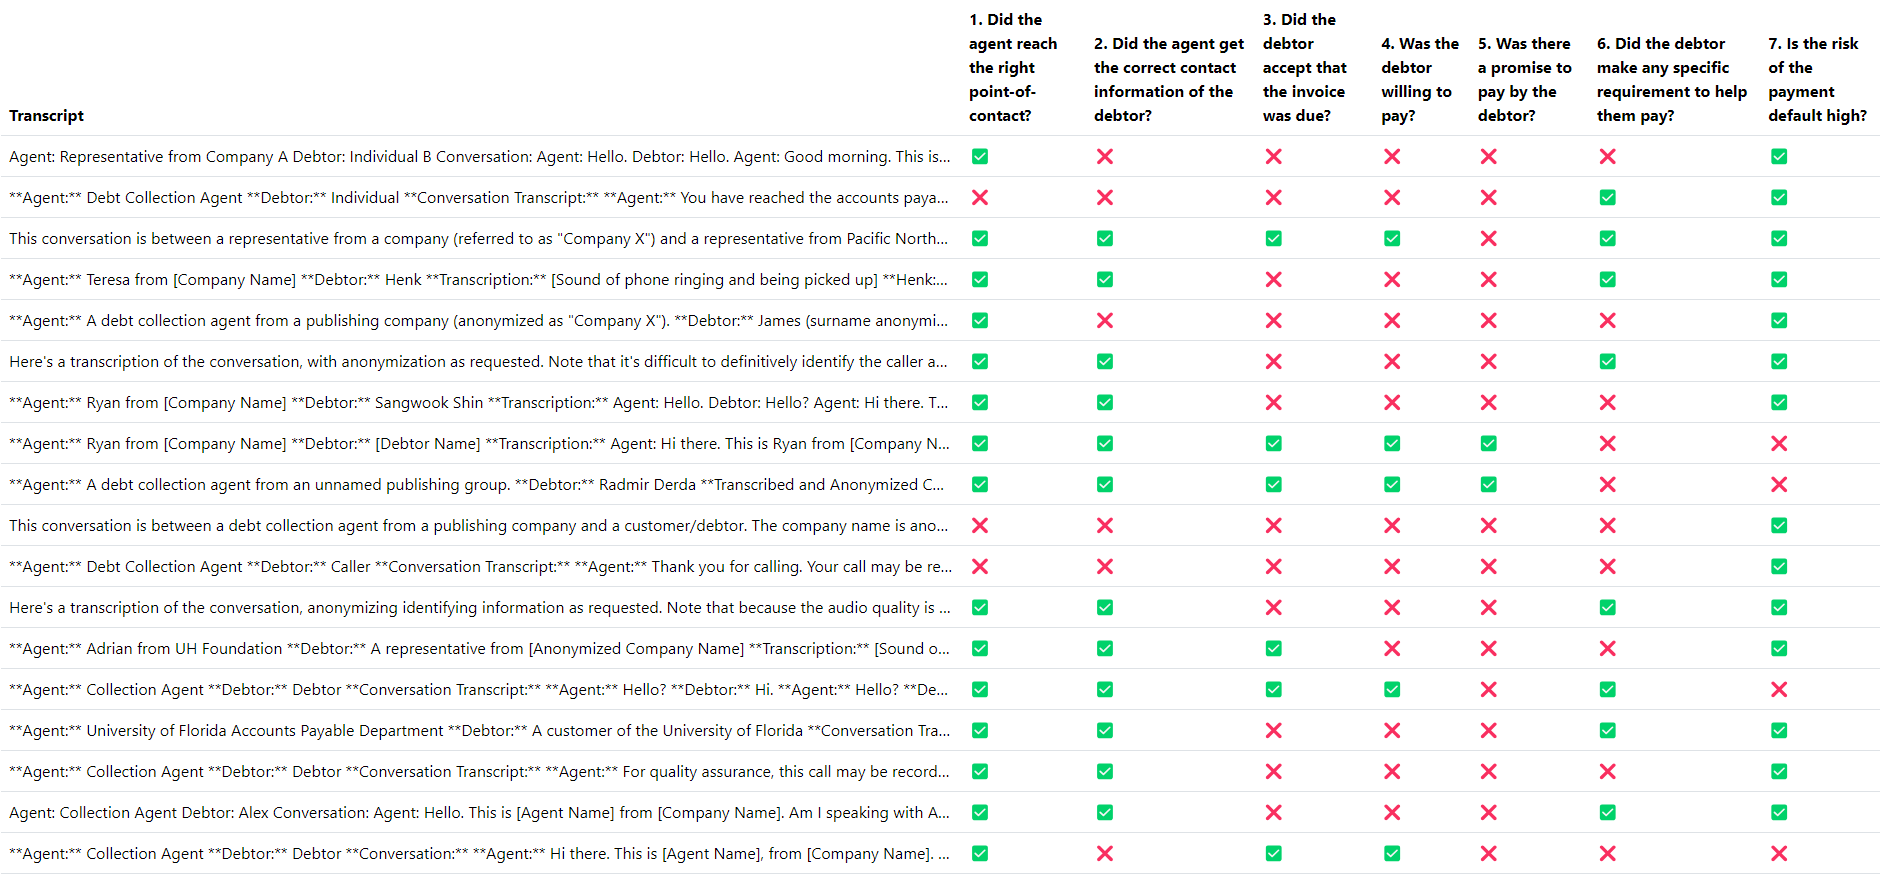 Transcript
1. Did the
agent reach
the right
point-of-
contact?
2. Did the agent get
the correct contact
information of the
debtor?
3. Did the
debtor
accept that
the invoice
was due?
4. Was the
debtor
willing to
pay?
5. Was there
a promise to
pay by the
debtor?
6. Did the debtor
make any specific
requirement to help
them pay?
7. Is the risk
of the
payment
default high?
Agent: Representative from Company A Debtor: Individual B Conversation: Agent: Hello. Debtor: Hello. Agent: Good morning. This is...
**Agent:** Debt Collection Agent **Debtor:** Individual **Conversation Transcript:** **Agent:** You have reached the accounts paya...
This conversation is between a representative from a company (referred to as "Company X") and a representative from Pacific North...
**Agent:** Teresa from [Company Name] **Debtor:** Henk **Transcription:** [Sound of phone ringing and being picked up] **Henk:...
**Agent:** A debt collection agent from a publishing company (anonymized as "Company X"). **Debtor:** James (surname anonymi...
Here's a transcription of the conversation, with anonymization as requested. Note that it's difficult to definitively identify the caller a...
**Agent:** Ryan from [Company Name] **Debtor:** Sangwook Shin **Transcription:** Agent: Hello. Debtor: Hello? Agent: Hi there. T...
**Agent:** Ryan from [Company Name] **Debtor:** [Debtor Name] **Transcription:** Agent: Hi there. This is Ryan from [Company N...
**Agent:** A debt collection agent from an unnamed publishing group. **Debtor:** Radmir Derda **Transcribed and Anonymized C...
This conversation is between a debt collection agent from a publishing company and a customer/debtor. The company name is ano...
**Agent:** Debt Collection Agent **Debtor:** Caller **Conversation Transcript:** **Agent:** Thank you for calling. Your call may be re...
Here's a transcription of the conversation, anonymizing identifying information as requested. Note that because the audio quality is ...
**Agent:** Adrian from UH Foundation **Debtor:** A representative from [Anonymized Company Name] **Transcription:** [Sound o...
**Agent:** Collection Agent **Debtor:** Debtor **Conversation Transcript:** **Agent:** Hello? **Debtor:** Hi. **Agent:** Hello? **De...
**Agent:** University of Florida Accounts Payable Department **Debtor:** A customer of the University of Florida **Conversation Tra...
**Agent:** Collection Agent **Debtor:** Debtor **Conversation Transcript:** **Agent:** For quality assurance, this call may be record...
Agent: Collection Agent Debtor: Alex Conversation: Agent: Hello. This is [Agent Name] from [Company Name]. Am I speaking with A...
**Agent:** Collection Agent **Debtor:** Debtor **Conversation:** **Agent:** Hi there. This is [Agent Name], from [Company Name]. ...